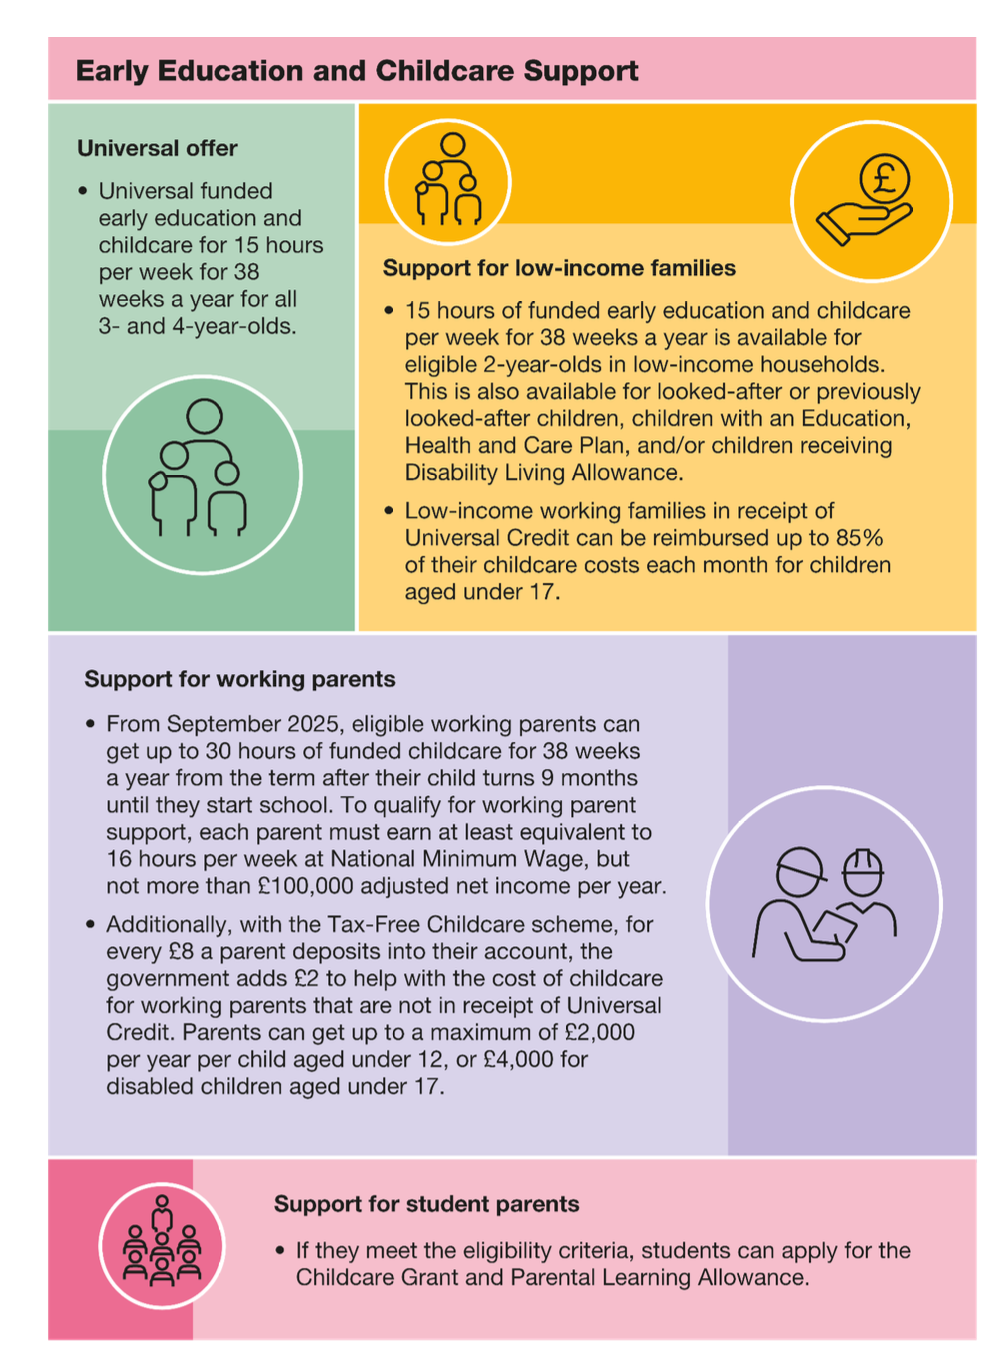 Early Education and Childcare Support
Universal offer
• Universal funded
early education and
childcare for 15 hours
per week for 38
weeks a year for all
3- and 4-year-olds.
£
Support for low-income families
• 15 hours of funded early education and childcare
per week for 38 weeks a year is available for
eligible 2-year-olds in low-income households.
This is also available for looked-after or previously
looked-after children, children with an Education,
Health and Care Plan, and/or children receiving
Disability Living Allowance.
• Low-income working families in receipt of
Universal Credit can be reimbursed up to 85%
of their childcare costs each month for children
aged under 17.
Support for working parents
• From September 2025, eligible working parents can
get up to 30 hours of funded childcare for 38 weeks
a year from the term after their child turns 9 months
until they start school. To qualify for working parent
support, each parent must earn at least equivalent to
16 hours per week at National Minimum Wage, but
not more than £100,000 adjusted net income per year.
• Additionally, with the Tax-Free Childcare scheme, for
every £8 a parent deposits into their account, the
government adds £2 to help with the cost of childcare
for working parents that are not in receipt of Universal
Credit. Parents can get up to a maximum of £2,000
per year per child aged under 12, or £4,000 for
disabled children aged under 17.
Support for student parents
• If they meet the eligibility criteria, students can apply for the
Childcare Grant and Parental Learning Allowance.